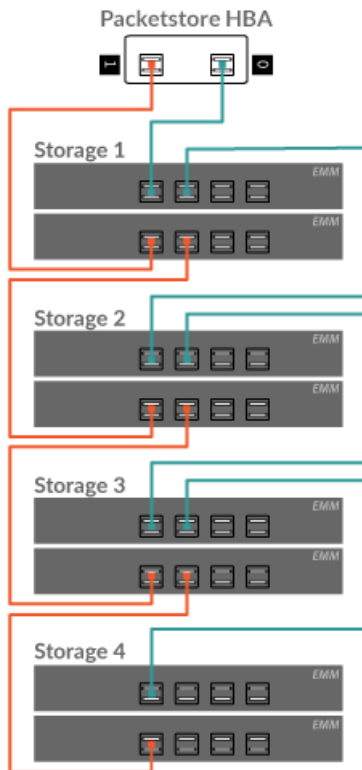 Packetstore HBA
1 0
Storage 1
EMM
EMM
Storage 2
EMM
EMM
Storage 3
EMM
EMM
Storage 4
EMM
EMM